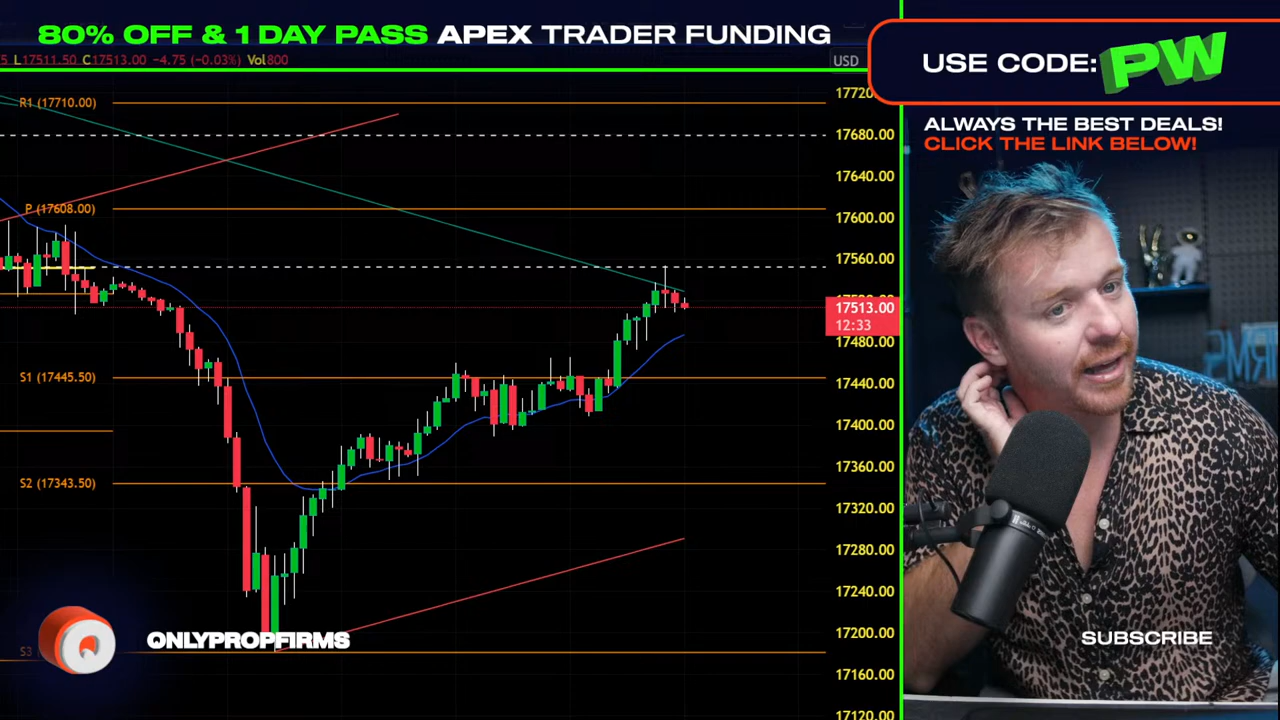 80% OFF & 1 DAY PASS APEX TRADER FUNDING
USE CODE: PW
L17511.50 C17513.00 −4.75 (−0.03%) Vol800
USD
ALWAYS THE BEST DEALS!
CLICK THE LINK BELOW!
R1 (17710.00)
P (17608.00)
S1 (17445.50)
S2 (17343.50)
S3
17680.00
17640.00
17600.00
17560.00
17513.00
12:33
17480.00
17440.00
17400.00
17360.00
17320.00
17280.00
17240.00
17200.00
17160.00
17120.00
ONLYPROPFIRMS
SUBSCRIBE